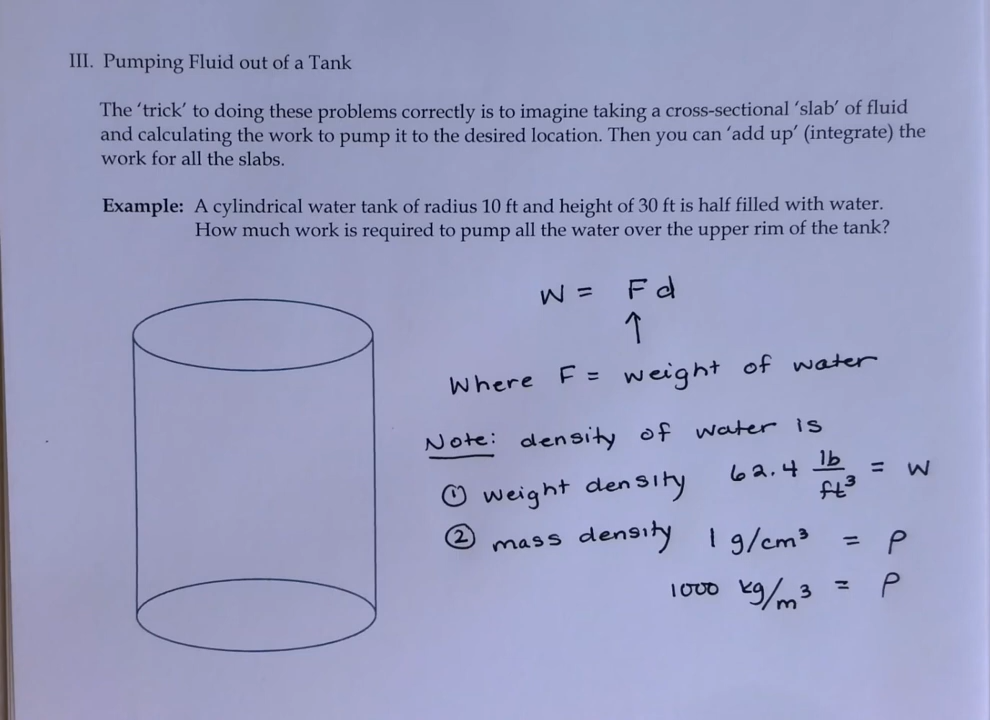 III. Pumping Fluid out of a Tank
The 'trick' to doing these problems correctly is to imagine taking a cross-sectional 'slab' of fluid
and calculating the work to pump it to the desired location. Then you can 'add up' (integrate) the
work for all the slabs.
Example: A cylindrical water tank of radius 10 ft and height of 30 ft is half filled with water.
How much work is required to pump all the water over the upper rim of the tank?
W = Fd
↑
Where F = weight of water
Note: density of water is
① weight density 62.4 lb/ft³ = w
② mass density 1 g/cm³ = ρ
1000 kg/m³ = ρ